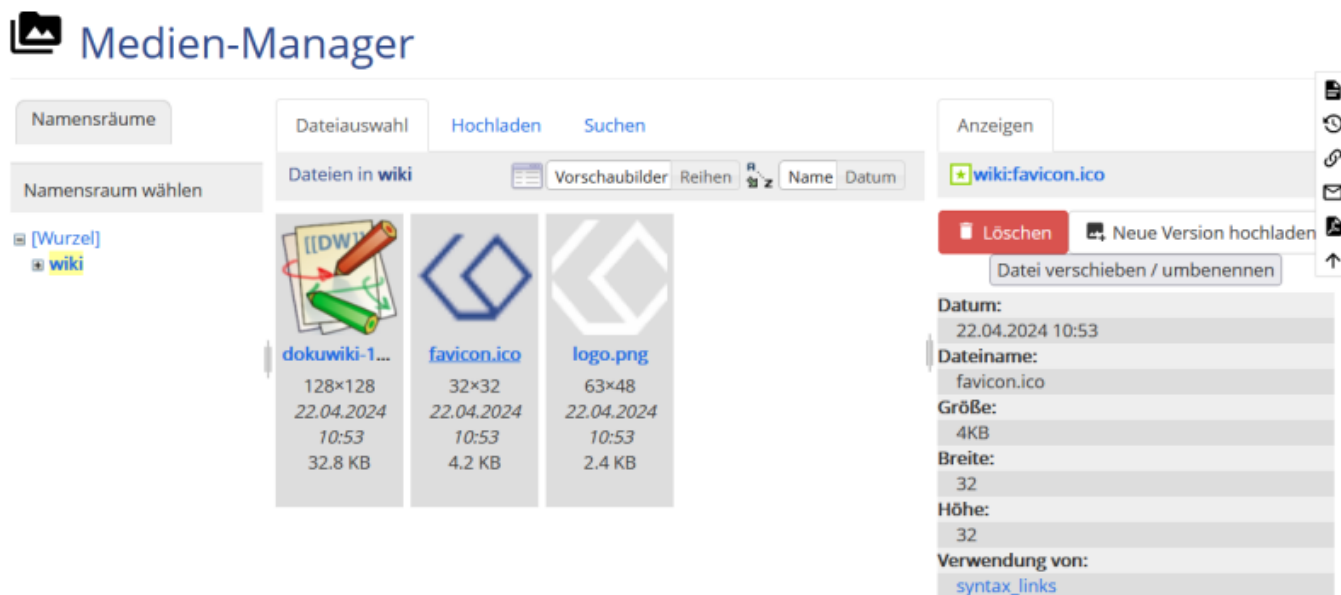 Medien-Manager
Namensräume
Namensraum wählen
[Wurzel]
wiki
Dateiauswahl Hochladen Suchen
Dateien in wiki Vorschaubilder Reihen A Z Name Datum
[[DW]]
dokuwiki-1...
128×128
22.04.2024
10:53
32.8 KB
favicon.ico
32×32
22.04.2024
10:53
4.2 KB
logo.png
63×48
22.04.2024
10:53
2.4 KB
Anzeigen
wiki:favicon.ico
Löschen Neue Version hochladen
Datei verschieben / umbenennen
Datum:
22.04.2024 10:53
Dateiname:
favicon.ico
Größe:
4KB
Breite:
32
Höhe:
32
Verwendung von:
syntax_links